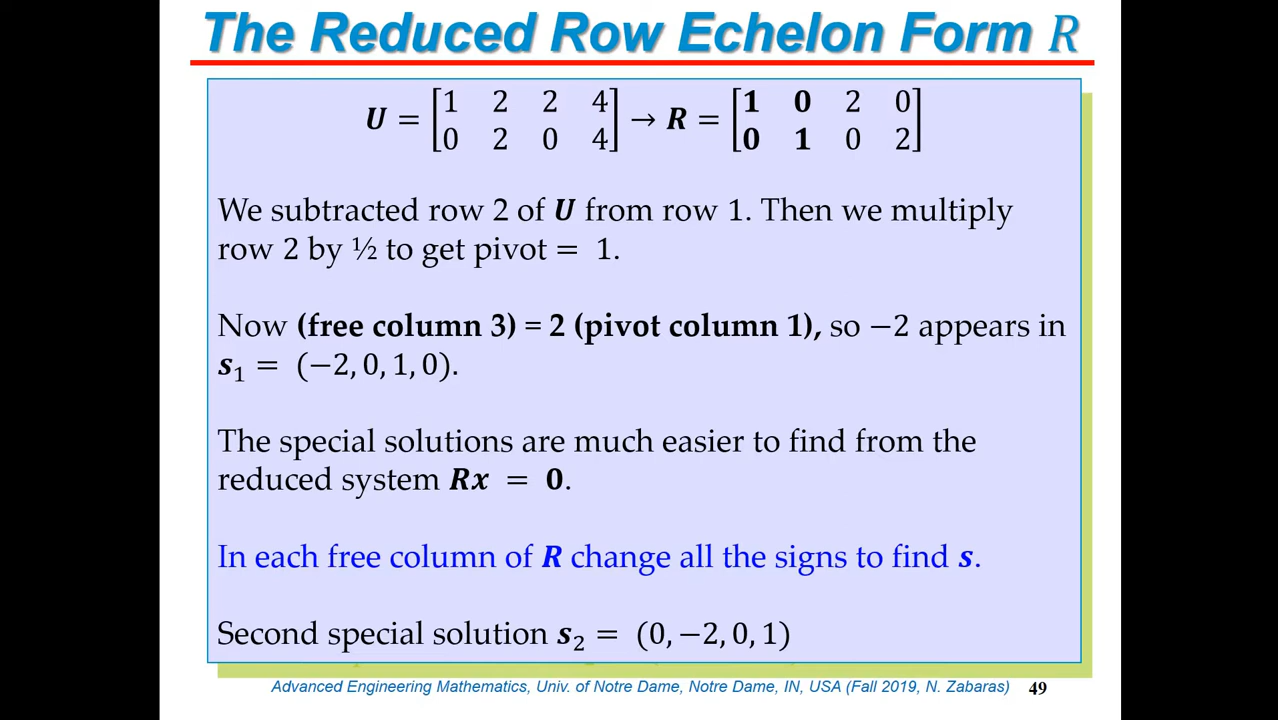 The Reduced Row Echelon Form R
U = [1 2 2 4; 0 2 0 4] → R = [1 0 2 0; 0 1 0 2]
We subtracted row 2 of U from row 1. Then we multiply
row 2 by ½ to get pivot = 1.
Now (free column 3) = 2 (pivot column 1), so −2 appears in
s₁ = (−2, 0, 1, 0).
The special solutions are much easier to find from the
reduced system Rx = 0.
In each free column of R change all the signs to find s.
Second special solution s₂ = (0, −2, 0, 1)
Advanced Engineering Mathematics, Univ. of Notre Dame, Notre Dame, IN, USA (Fall 2019, N. Zabaras) 49